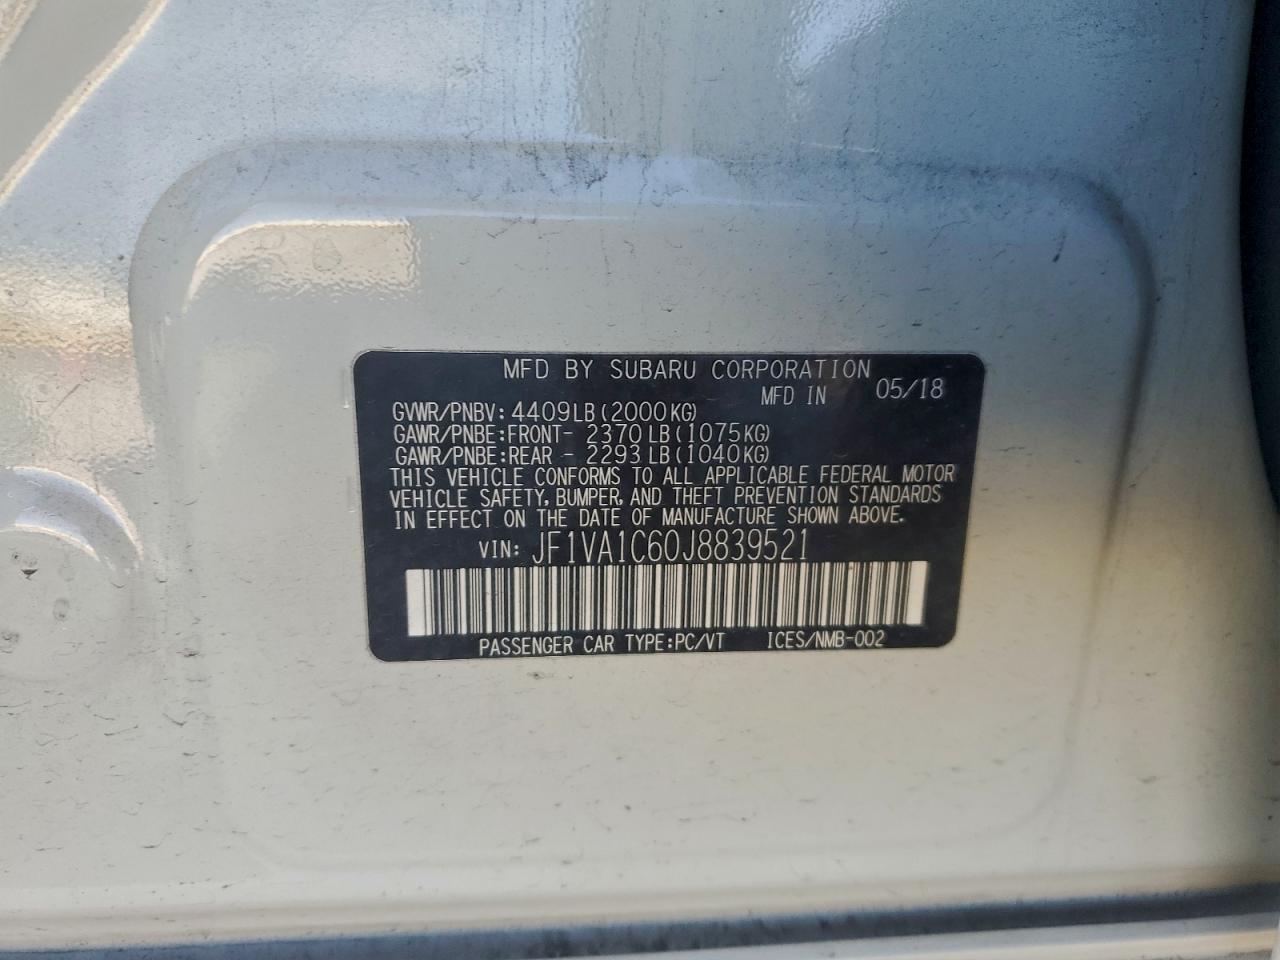 MFD BY SUBARU CORPORATION
MFD IN 05/18
GVWR/PNBV: 4409LB(2000KG)
GAWR/PNBE:FRONT- 2370LB(1075KG)
GAWR/PNBE:REAR - 2293LB(1040KG)
THIS VEHICLE CONFORMS TO ALL APPLICABLE FEDERAL MOTOR
VEHICLE SAFETY, BUMPER, AND THEFT PREVENTION STANDARDS
IN EFFECT ON THE DATE OF MANUFACTURE SHOWN ABOVE.
VIN: JF1VA1C60J8839521
PASSENGER CAR TYPE:PC/VT ICES/NMB-002